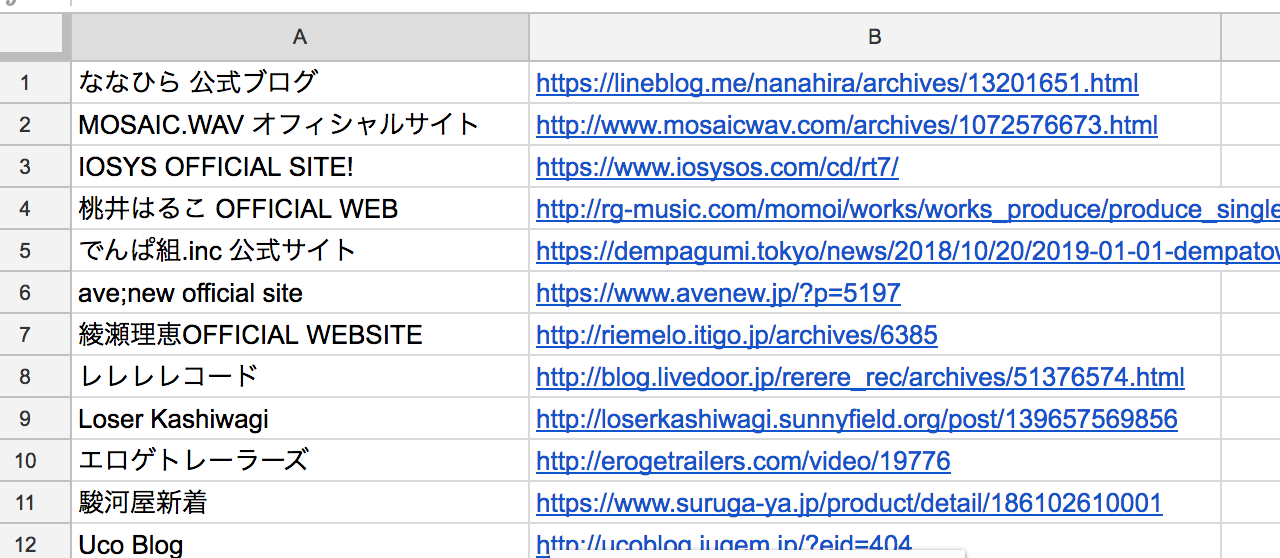 A B
1 ななひら 公式ブログ https://lineblog.me/nanahira/archives/13201651.html
2 MOSAIC.WAV オフィシャルサイト http://www.mosaicwav.com/archives/1072576673.html
3 IOSYS OFFICIAL SITE! https://www.iosysos.com/cd/rt7/
4 桃井はるこ OFFICIAL WEB http://rg-music.com/momoi/works/works_produce/produce_single
5 でんぱ組.inc 公式サイト https://dempagumi.tokyo/news/2018/10/20/2019-01-01-dempatov
6 ave;new official site https://www.avenew.jp/?p=5197
7 綾瀬理恵OFFICIAL WEBSITE http://riemelo.itigo.jp/archives/6385
8 レレレレコード http://blog.livedoor.jp/rerere_rec/archives/51376574.html
9 Loser Kashiwagi http://loserkashiwagi.sunnyfield.org/post/139657569856
10 エロゲトレーラーズ http://erogetrailers.com/video/19776
11 駿河屋新着 https://www.suruga-ya.jp/product/detail/186102610001
12 Uco Blog http://ucoblog.jugem.jp/?eid=404